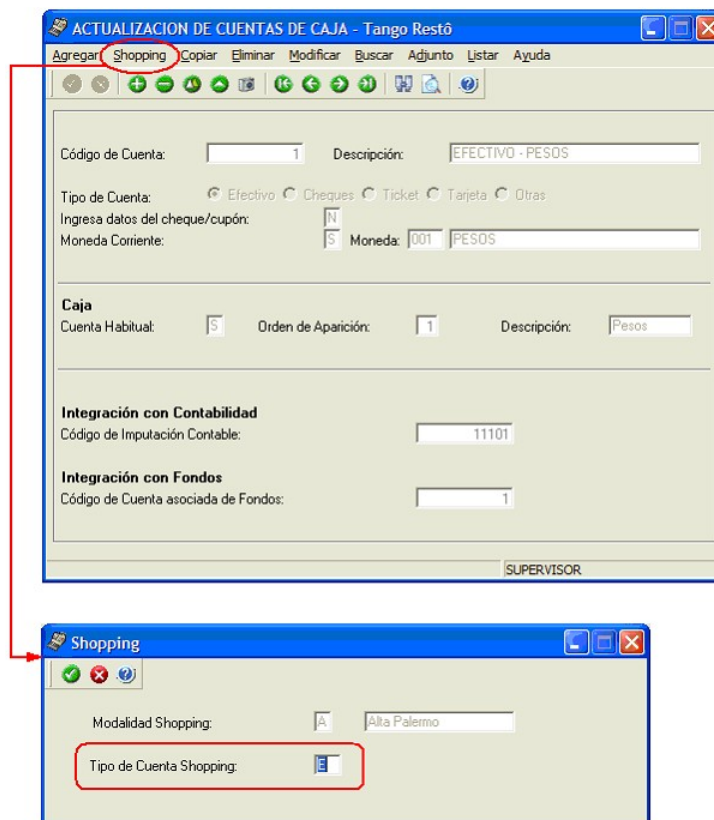 ACTUALIZACION DE CUENTAS DE CAJA - Tango Restô
Agregar Shopping Copiar Eliminar Modificar Buscar Adjunto Listar Ayuda
Código de Cuenta: 1 Descripción: EFECTIVO - PESOS
Tipo de Cuenta: Efectivo Cheques Ticket Tarjeta Otras
Ingresa datos del cheque/cupón: N
Moneda Corriente: S Moneda: 001 PESOS
Caja
Cuenta Habitual: S Orden de Aparición: 1 Descripción: Pesos
Integración con Contabilidad
Código de Imputación Contable: 11101
Integración con Fondos
Código de Cuenta asociada de Fondos: 1
SUPERVISOR
Shopping
Modalidad Shopping: A Alta Palermo
Tipo de Cuenta Shopping: E